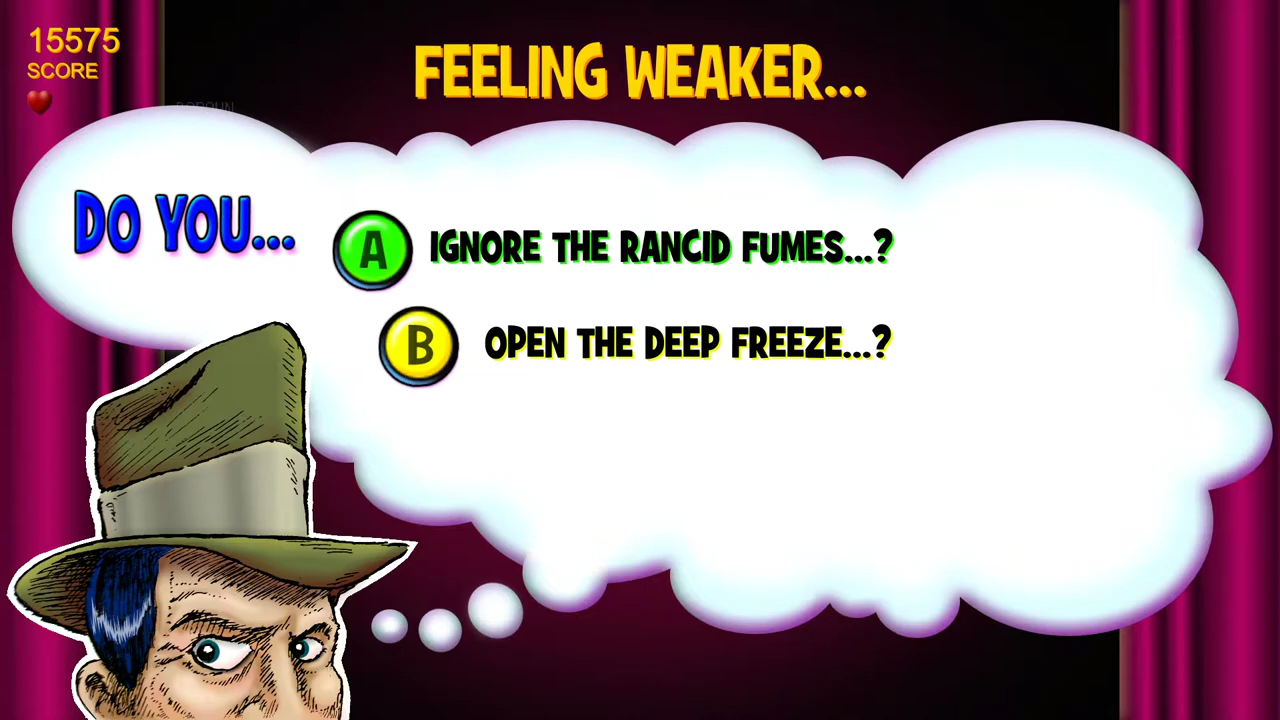 15575
SCORE
FEELING WEAKER...
DO YOU...
A IGNORE THE RANCID FUMES...?
B OPEN THE DEEP FREEZE...?